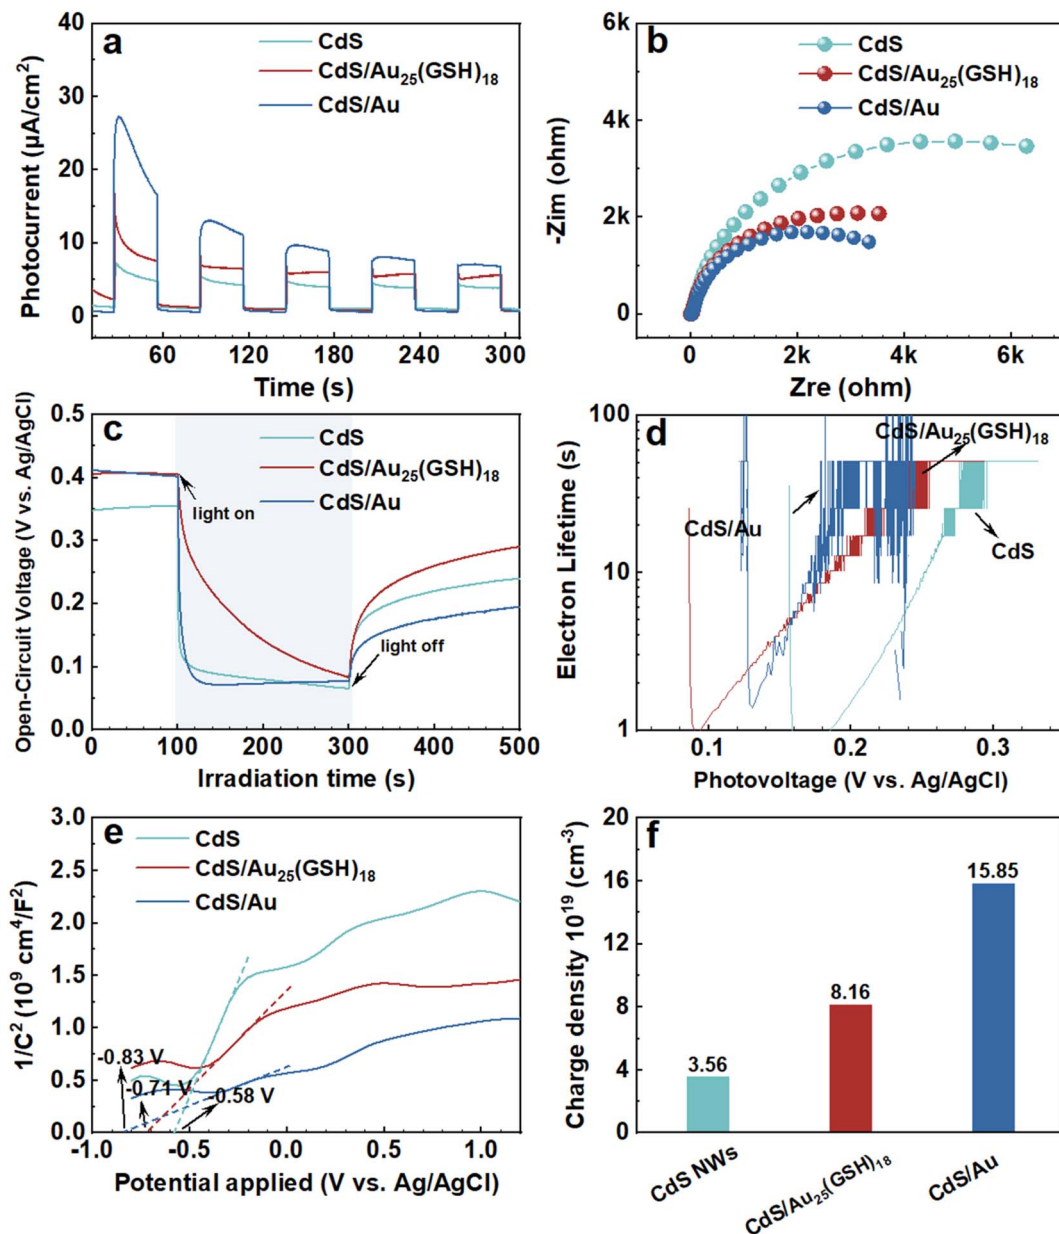 a
CdS
CdS/Au25(GSH)18
CdS/Au
40
30
20
10
0
Photocurrent (μA/cm2)
60
120
180
240
300
Time (s)
b
CdS
CdS/Au25(GSH)18
CdS/Au
6k
4k
2k
0
-Zim (ohm)
0
2k
4k
6k
Zre (ohm)
c
CdS
CdS/Au25(GSH)18
CdS/Au
light on
light off
0.5
0.4
0.3
0.2
0.1
0.0
Open-Circuit Voltage (V vs. Ag/AgCl)
0
100
200
300
400
500
Irradiation time (s)
d
CdS/Au25(GSH)18
CdS/Au
CdS
100
10
1
Electron Lifetime (s)
0.1
0.2
0.3
Photovoltage (V vs. Ag/AgCl)
e
CdS
CdS/Au25(GSH)18
CdS/Au
-0.83 V
-0.71 V
-0.58 V
3.0
2.5
2.0
1.5
1.0
0.5
0.0
1/C2 (109 cm4/F2)
-1.0
-0.5
0.0
0.5
1.0
Potential applied (V vs. Ag/AgCl)
f
20
16
12
8
4
0
Charge density 1019 (cm-3)
3.56
8.16
15.85
CdS NWs
CdS/Au25(GSH)18
CdS/Au